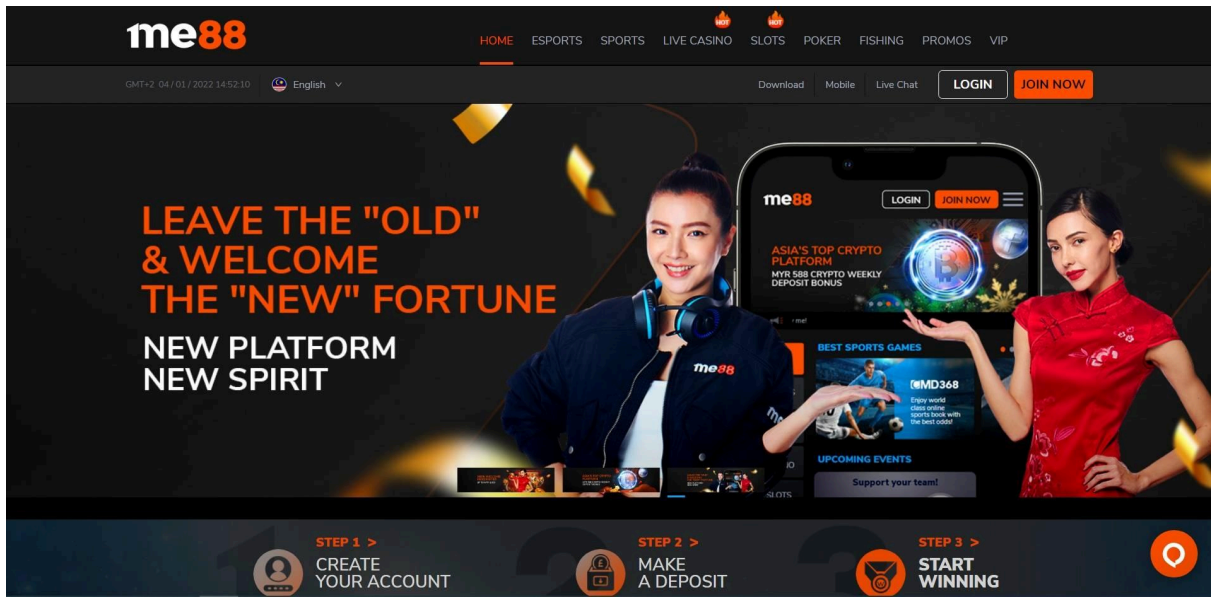 me88
HOT HOT
HOME ESPORTS SPORTS LIVE CASINO SLOTS POKER FISHING PROMOS VIP
GMT+2 04 / 01 / 2022 14:52:10 English Download Mobile Live Chat LOGIN JOIN NOW
LEAVE THE "OLD"
& WELCOME
THE "NEW" FORTUNE
NEW PLATFORM
NEW SPIRIT
me88
me88 LOGIN JOIN NOW
ASIA'S TOP CRYPTO
PLATFORM
MYR 588 CRYPTO WEEKLY
DEPOSIT BONUS
me!
BEST SPORTS GAMES
CMD368
Enjoy world
class online
sports book with
the best odds!
UPCOMING EVENTS
Support your team!
SLOTS
1 2 3
STEP 1 >
CREATE
YOUR ACCOUNT
STEP 2 >
MAKE
A DEPOSIT
STEP 3 >
START
WINNING